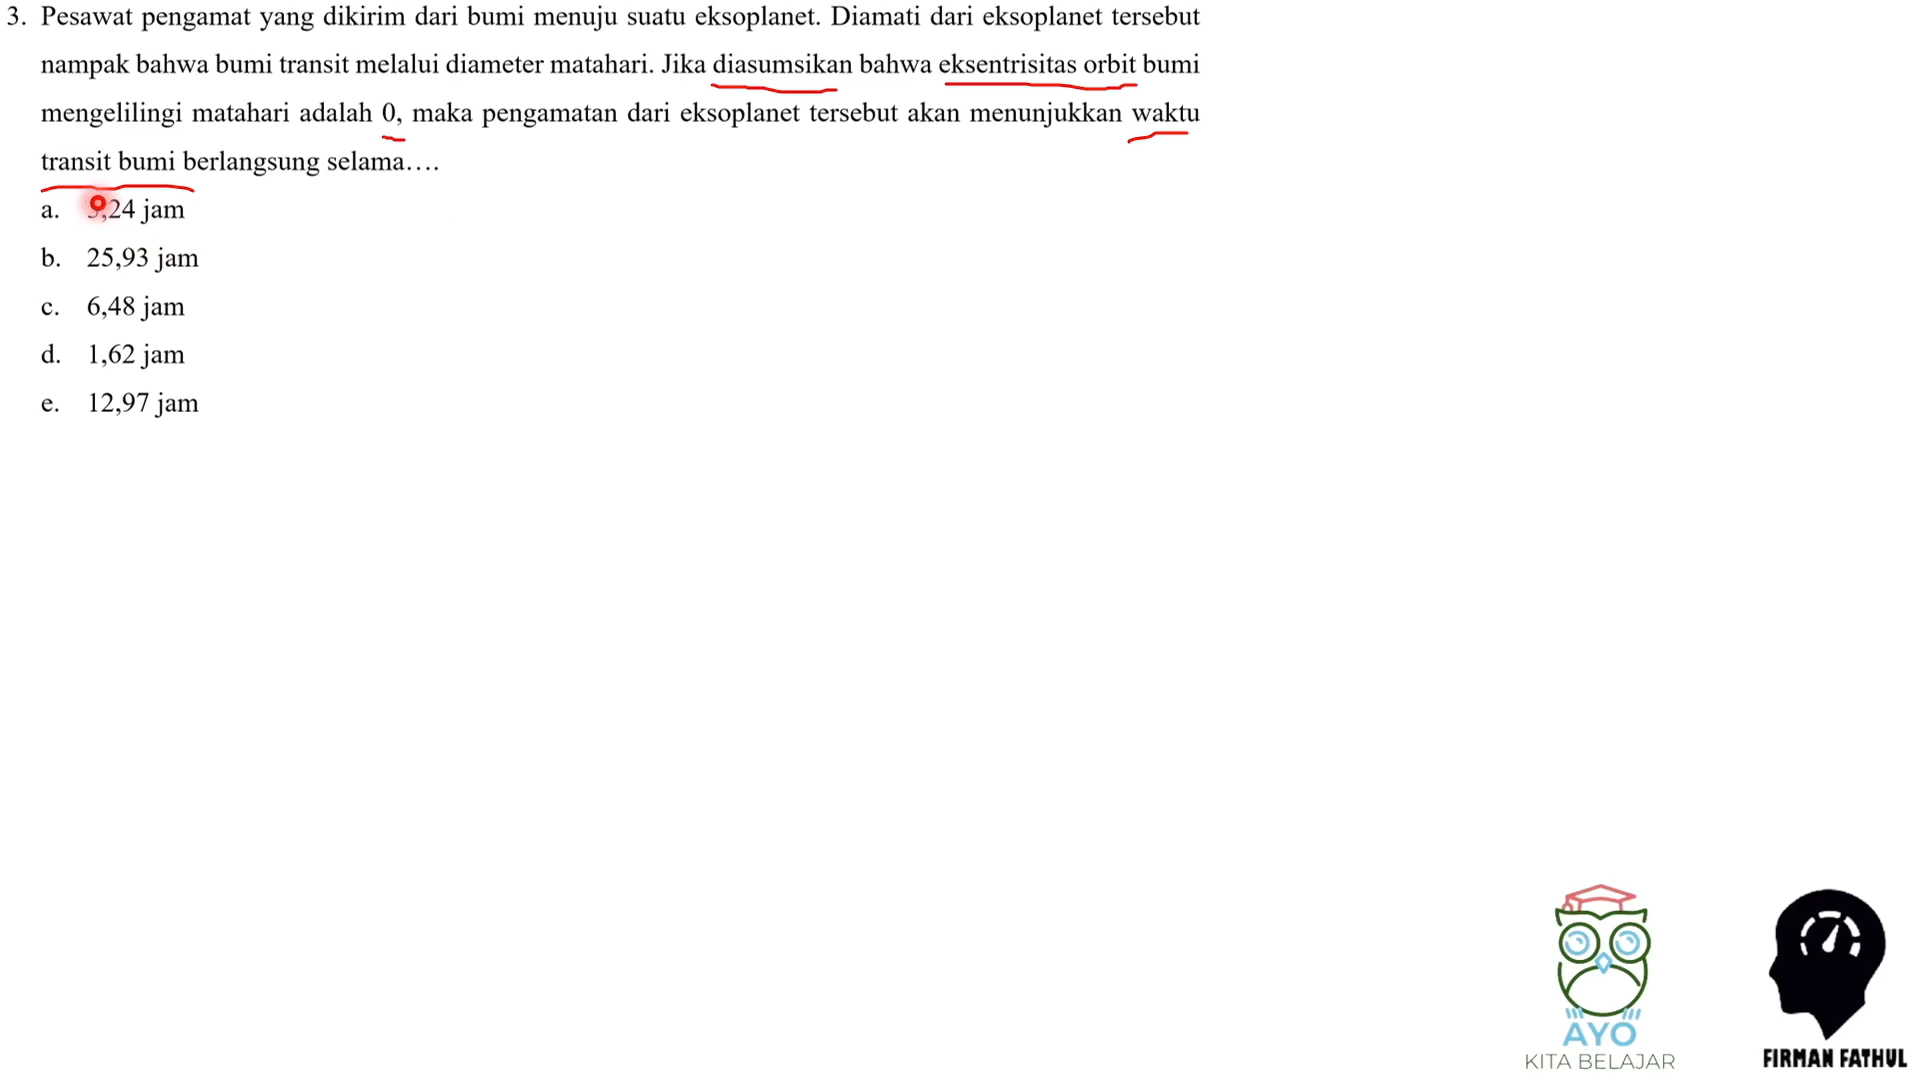 3. Pesawat pengamat yang dikirim dari bumi menuju suatu eksoplanet. Diamati dari eksoplanet tersebut
nampak bahwa bumi transit melalui diameter matahari. Jika diasumsikan bahwa eksentrisitas orbit bumi
mengelilingi matahari adalah 0, maka pengamatan dari eksoplanet tersebut akan menunjukkan waktu
transit bumi berlangsung selama….
a. ,24 jam
b. 25,93 jam
c. 6,48 jam
d. 1,62 jam
e. 12,97 jam
AYO
KITA BELAJAR
FIRMAN FATHUL